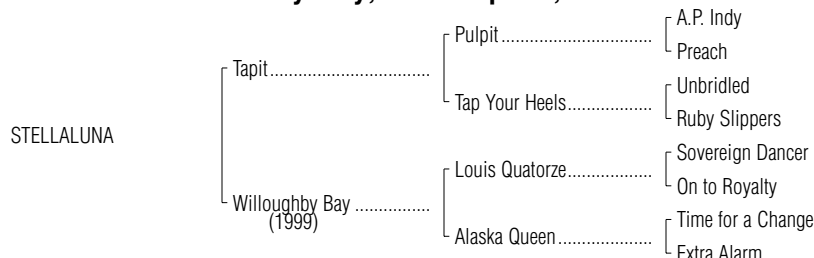 A.P. Indy
Pulpit
Preach
Tapit
Unbridled
Tap Your Heels
Ruby Slippers
STELLALUNA
Sovereign Dancer
Louis Quatorze
On to Royalty
Willoughby Bay
(1999)
Time for a Change
Alaska Queen
Extra Alarm